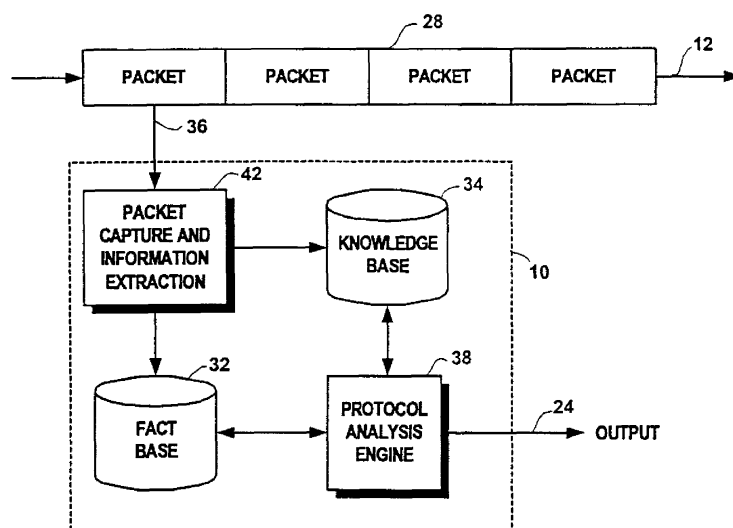 28
12
PACKET PACKET PACKET PACKET
36
42
34
PACKET
CAPTURE AND
INFORMATION
EXTRACTION
KNOWLEDGE
BASE
10
32
38
FACT
BASE
PROTOCOL
ANALYSIS
ENGINE
24
OUTPUT